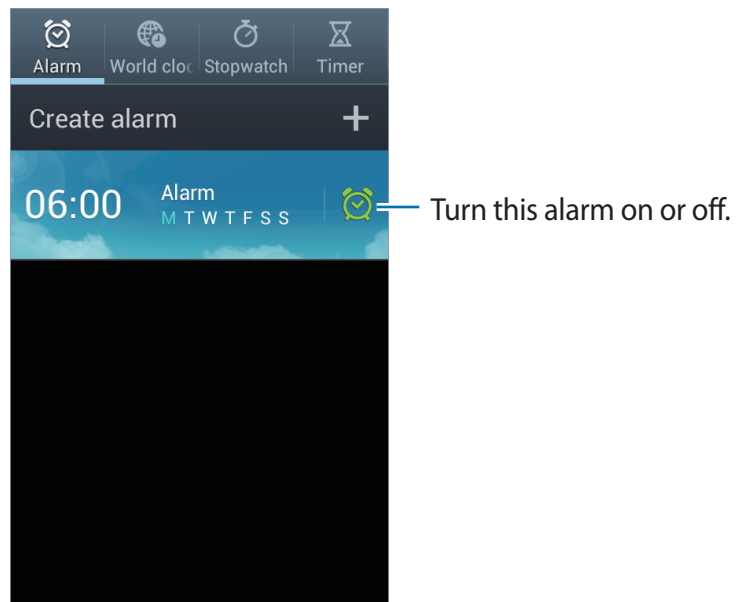 Alarm World cloc Stopwatch Timer
Create alarm
06:00 Alarm
M T W T F S S
Turn this alarm on or off.